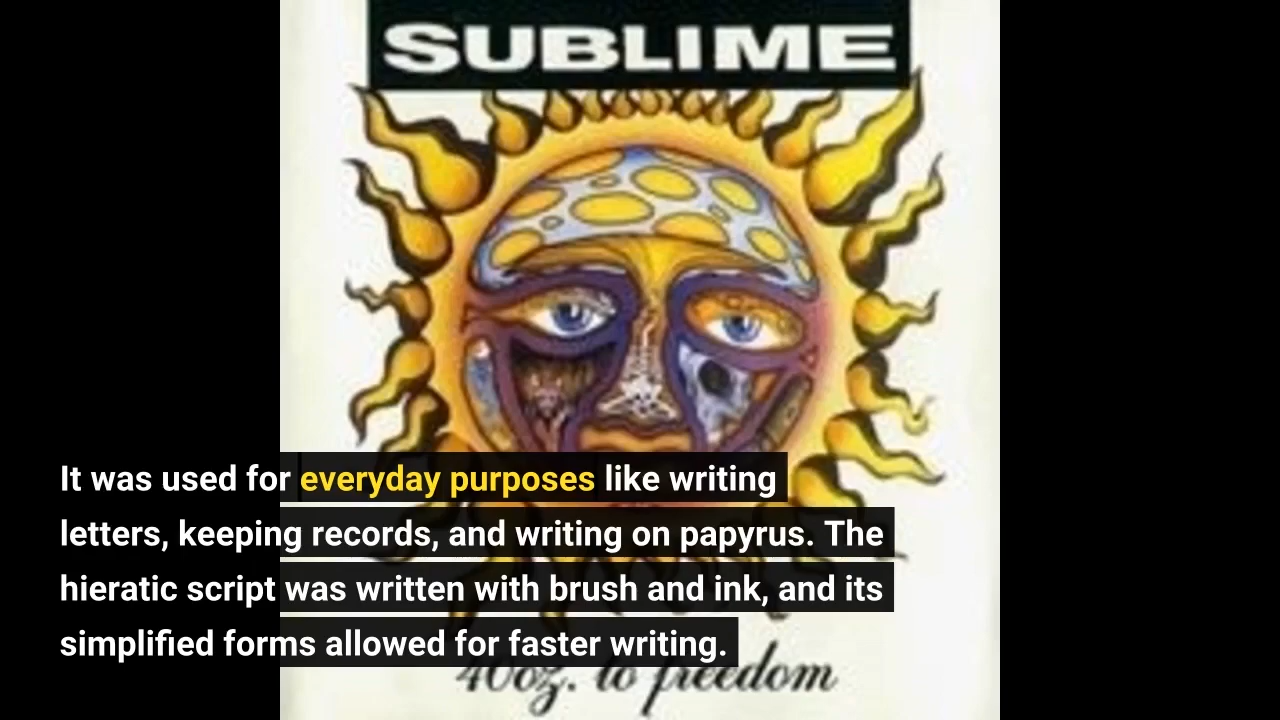 SUBLIME
It was used for everyday purposes like writing
letters, keeping records, and writing on papyrus. The
hieratic script was written with brush and ink, and its
simplified forms allowed for faster writing.
40oz. to freedom